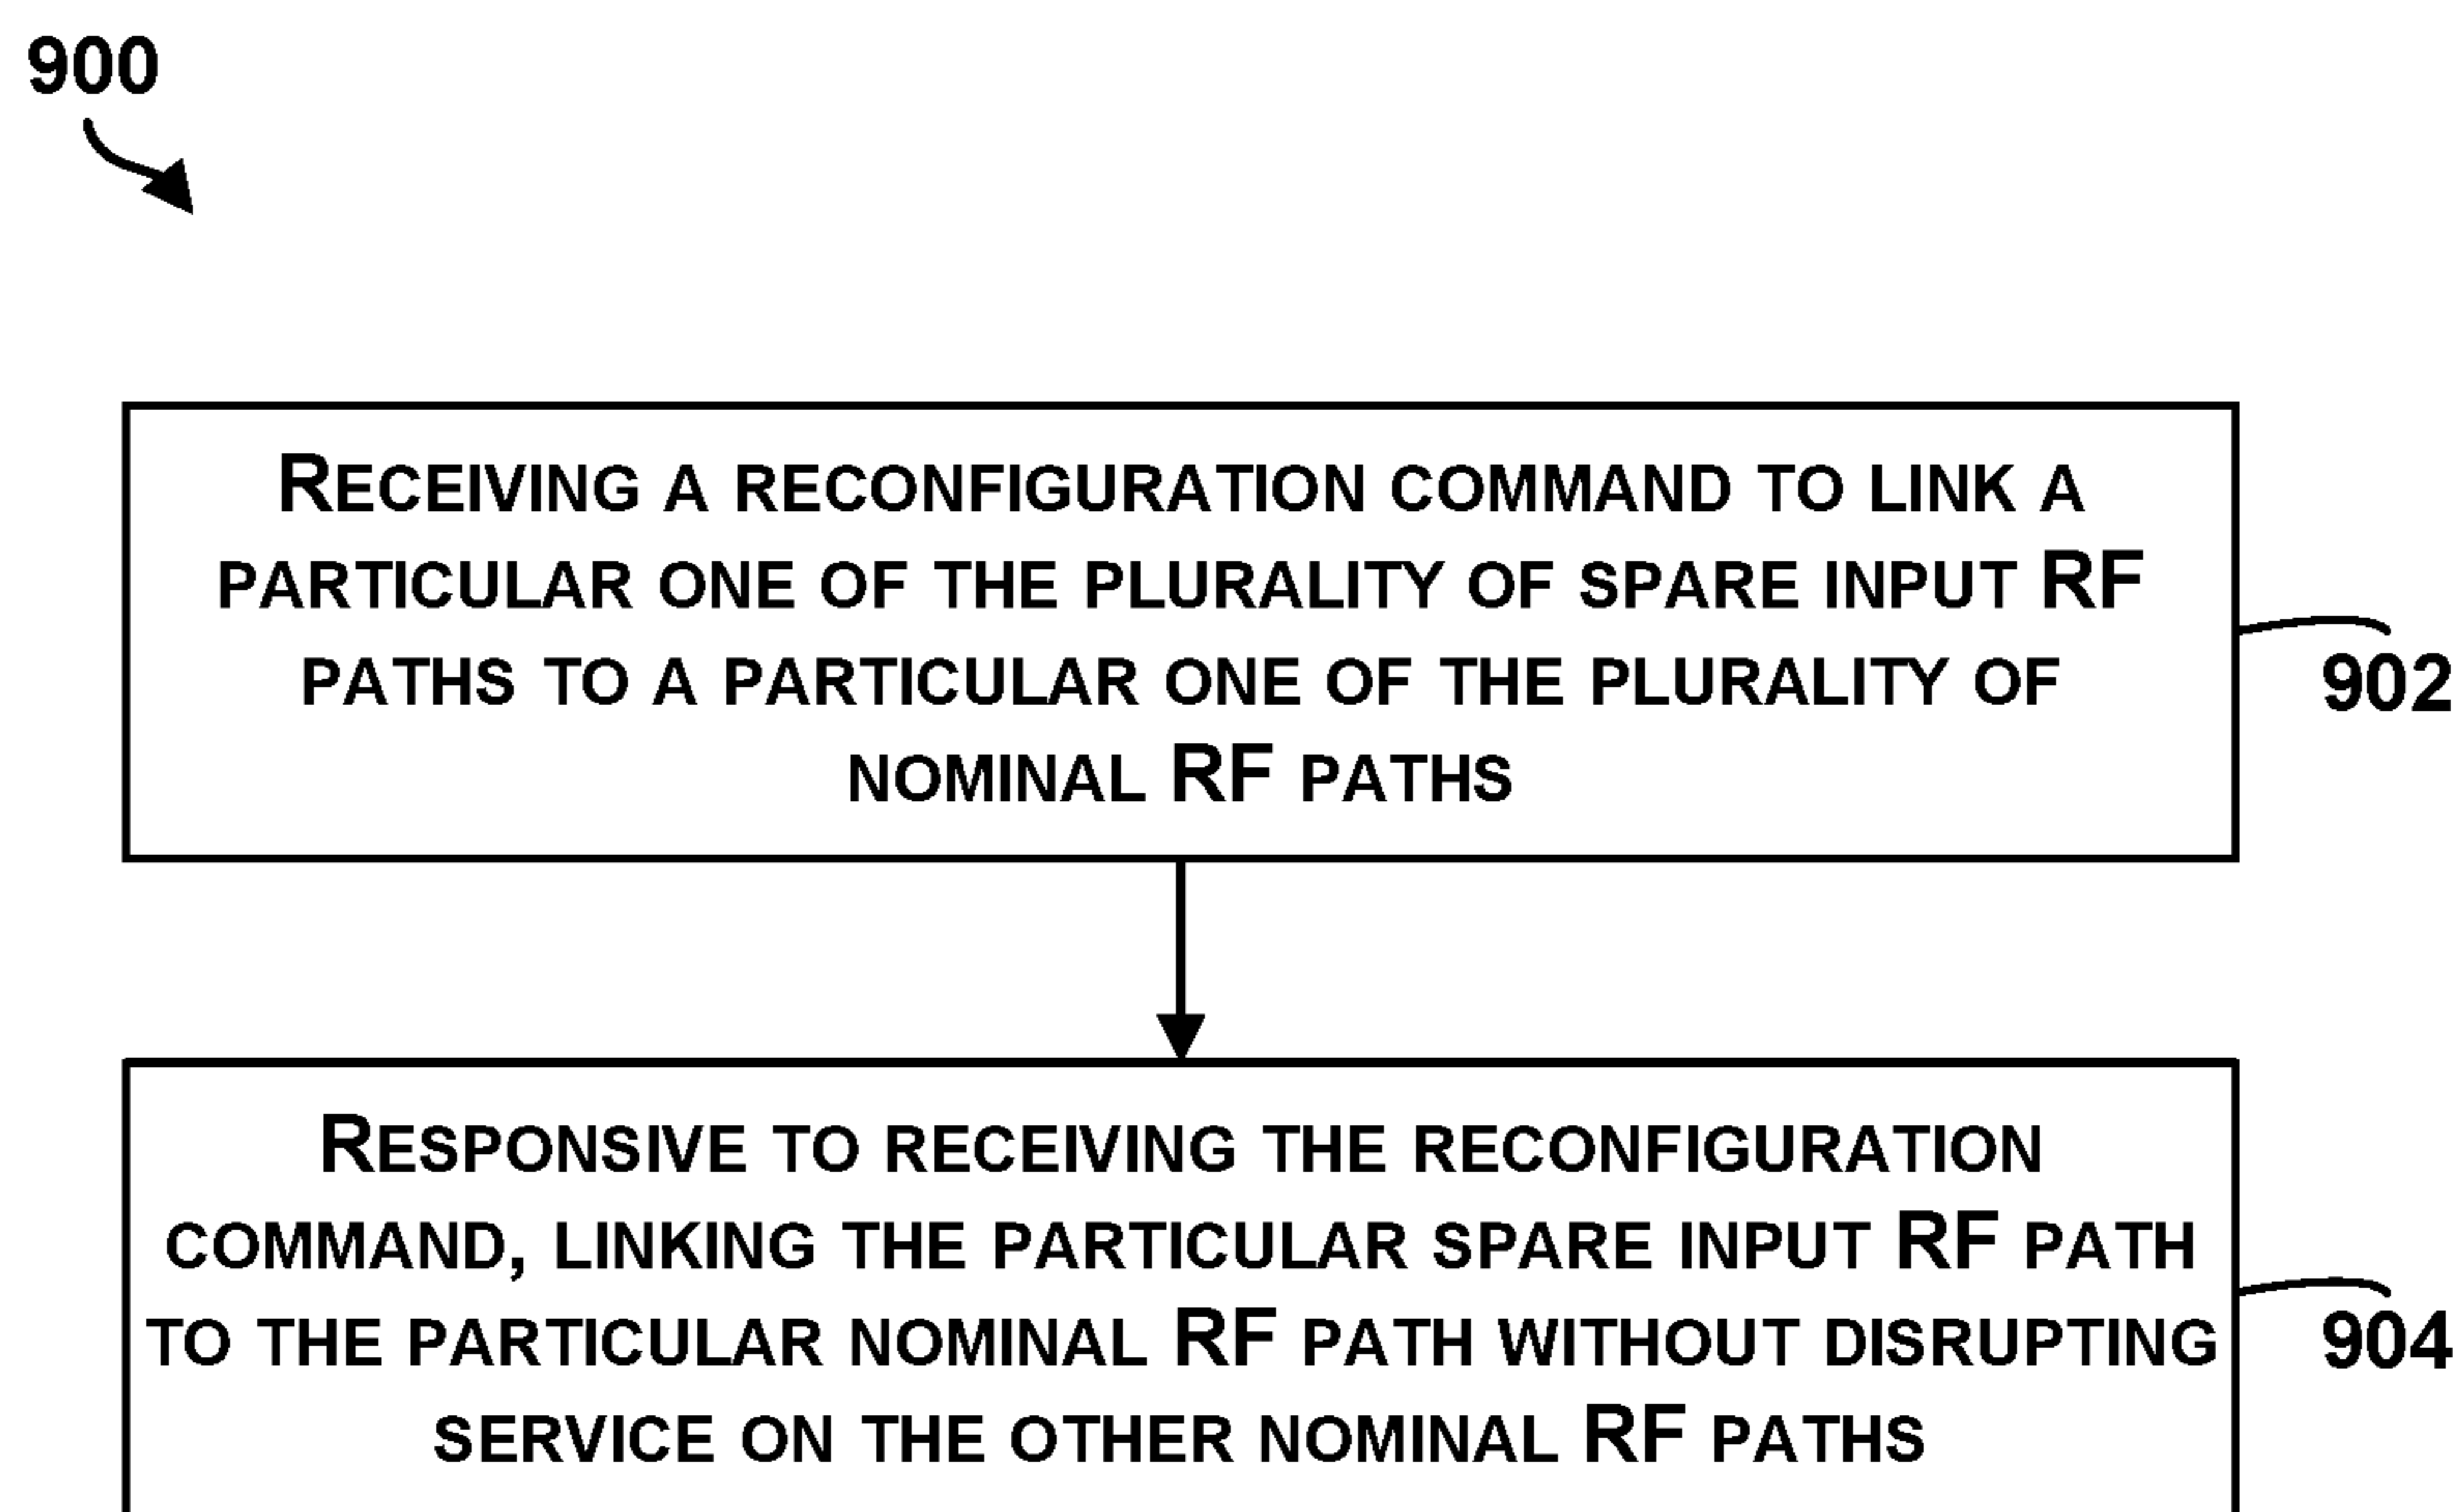 900
RECEIVING A RECONFIGURATION COMMAND TO LINK A
PARTICULAR ONE OF THE PLURALITY OF SPARE INPUT RF
PATHS TO A PARTICULAR ONE OF THE PLURALITY OF
NOMINAL RF PATHS
902
RESPONSIVE TO RECEIVING THE RECONFIGURATION
COMMAND, LINKING THE PARTICULAR SPARE INPUT RF PATH
TO THE PARTICULAR NOMINAL RF PATH WITHOUT DISRUPTING
SERVICE ON THE OTHER NOMINAL RF PATHS
904